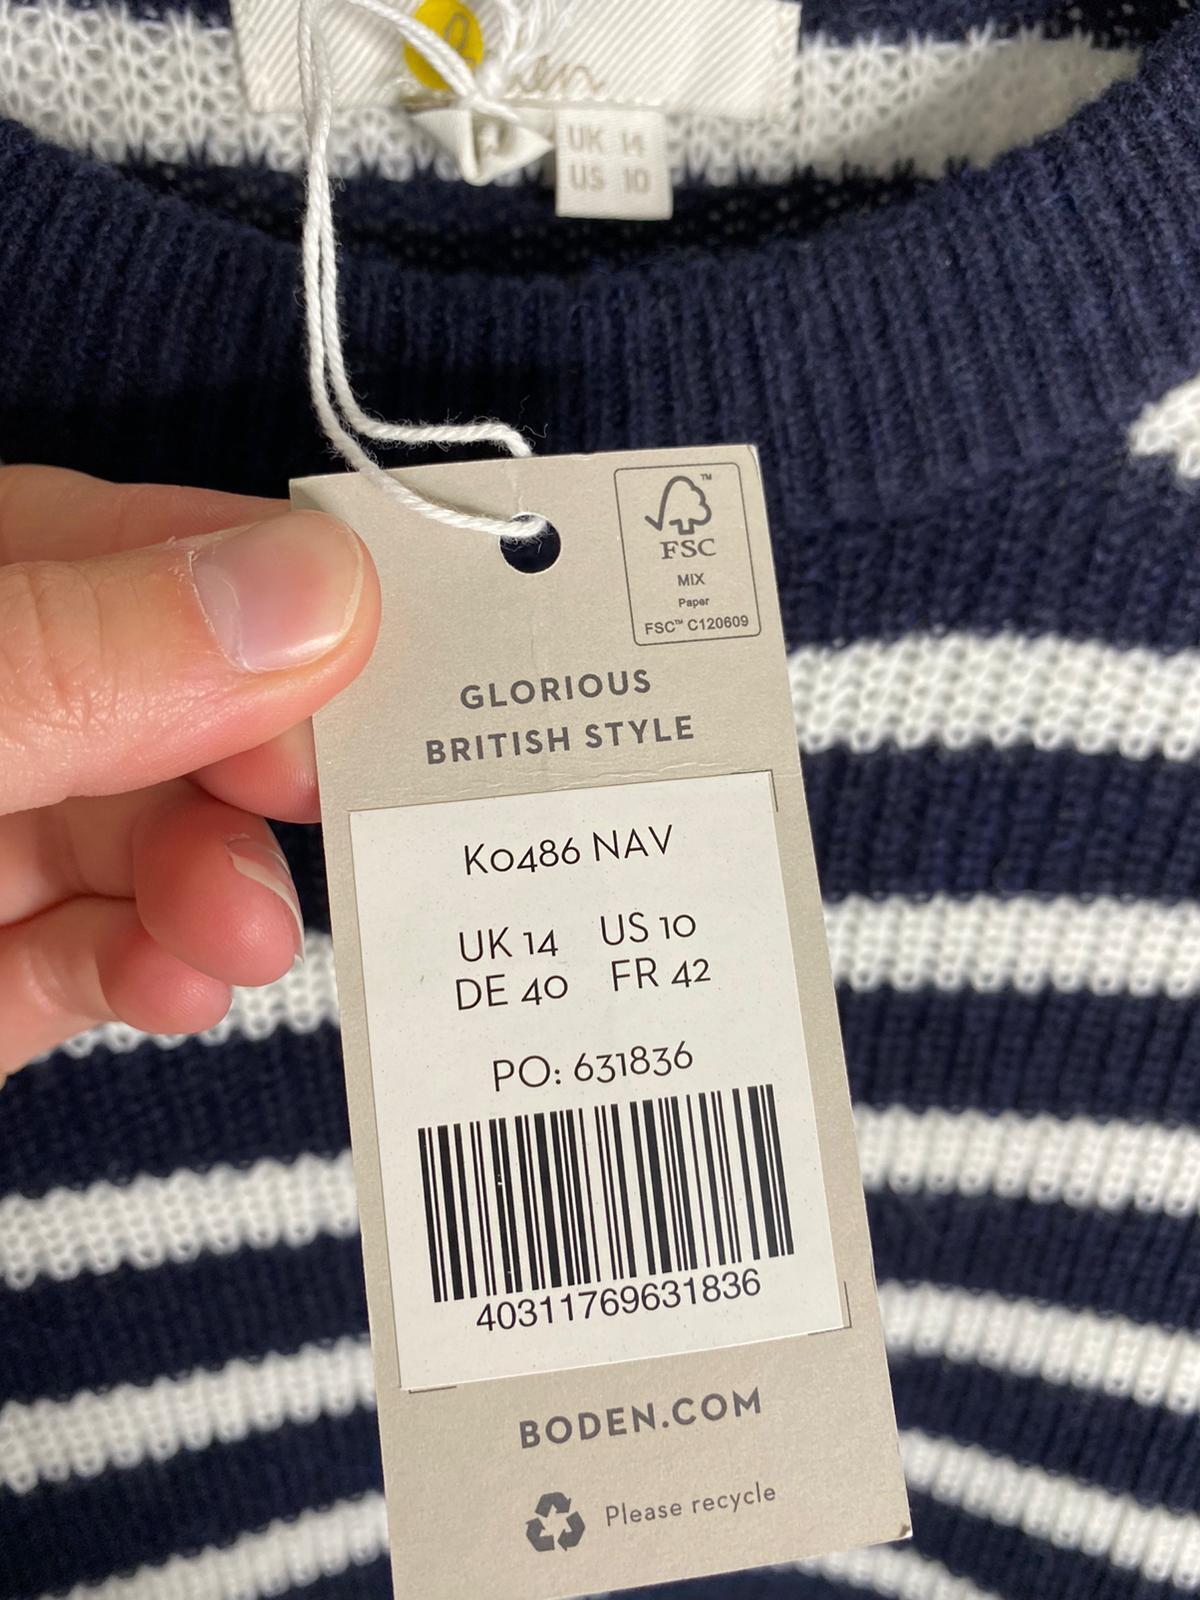 UK 14
US 10
FSC™
MIX
Paper
FSC™ C120609
GLORIOUS
BRITISH STYLE
K0486 NAV
UK 14 US 10
DE 40 FR 42
PO: 631836
40311769631836
BODEN.COM
Please recycle